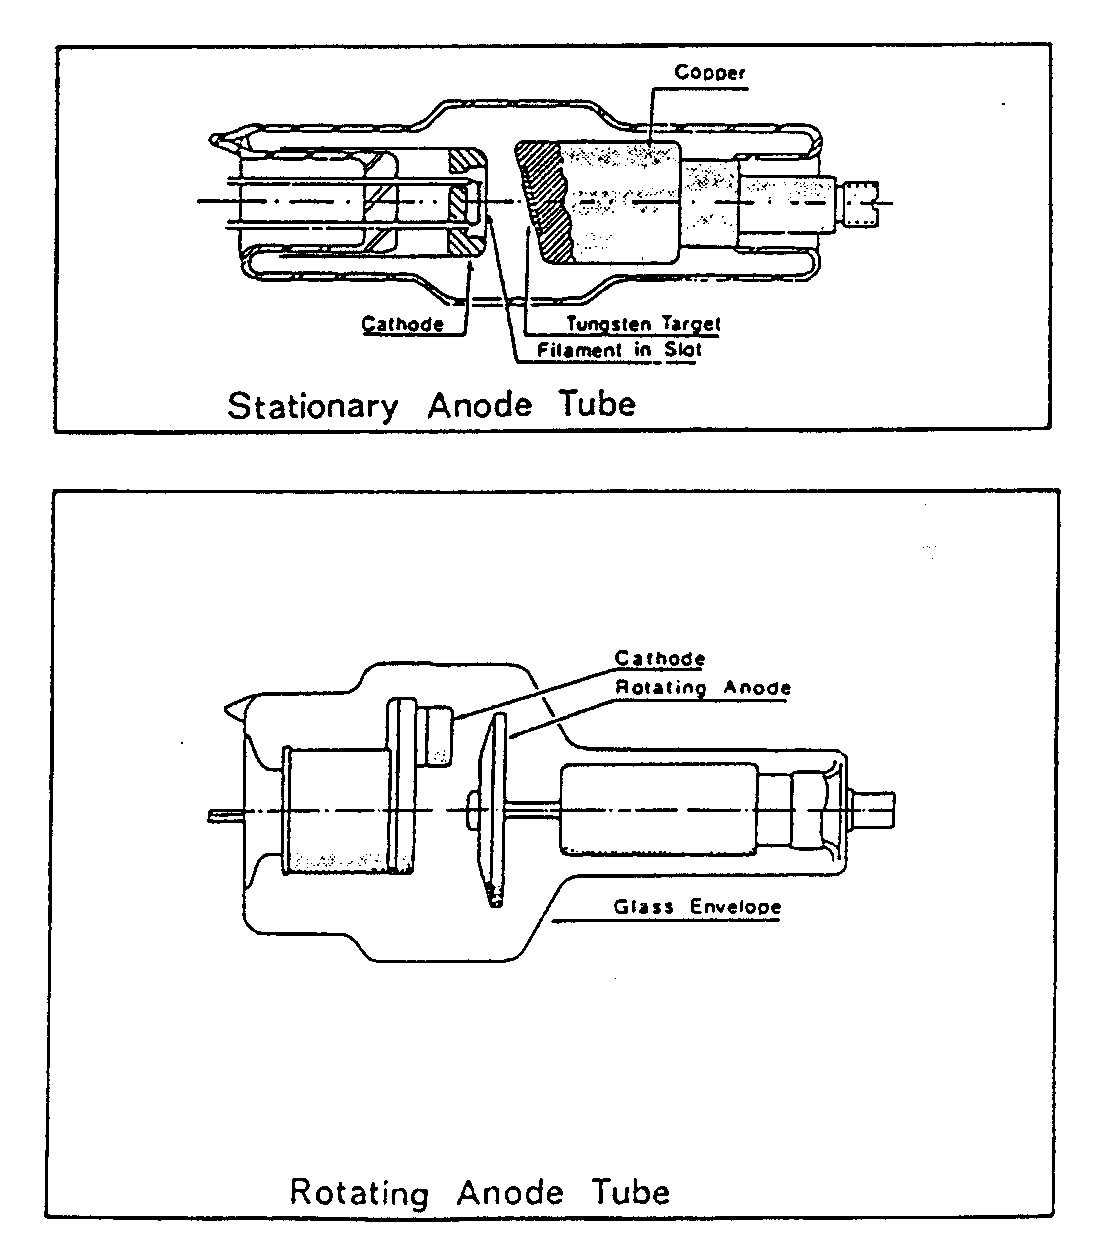 Copper
Cathode
Tungsten Target
Filament in Slot
Stationary Anode Tube
Cathode
Rotating Anode
Glass Envelope
Rotating Anode Tube